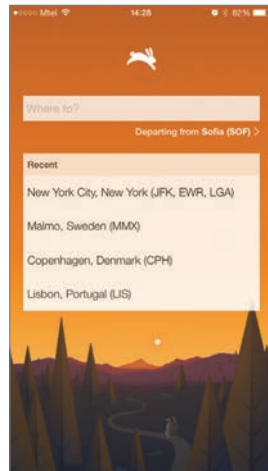 Mtel 14:28 82%
Where to?
Departing from Sofia (SOF) >
Recent
New York City, New York (JFK, EWR, LGA)
Malmo, Sweden (MMX)
Copenhagen, Denmark (CPH)
Lisbon, Portugal (LIS)